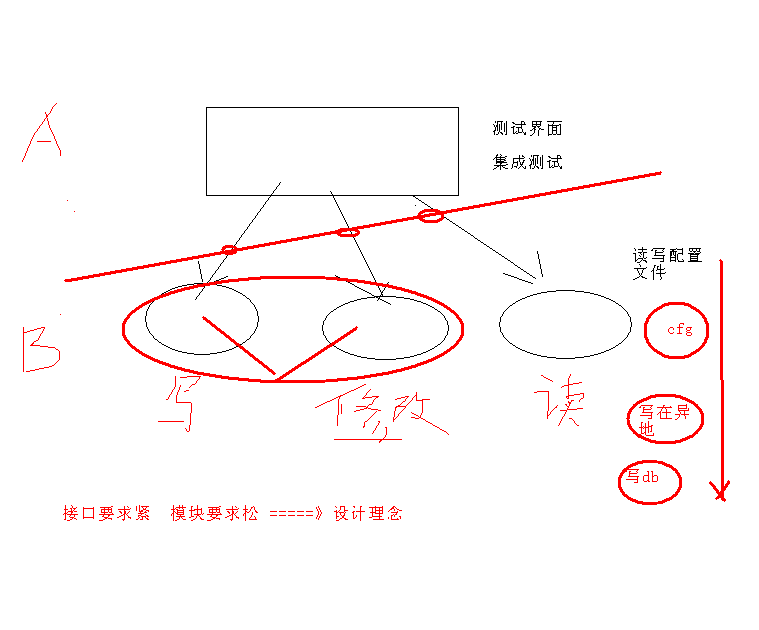 A
测试界面
集成测试
读写配置
文件
cfg
B
写
修改
读
写在异
地
写db
接口要求紧 模块要求松 =====》设计理念